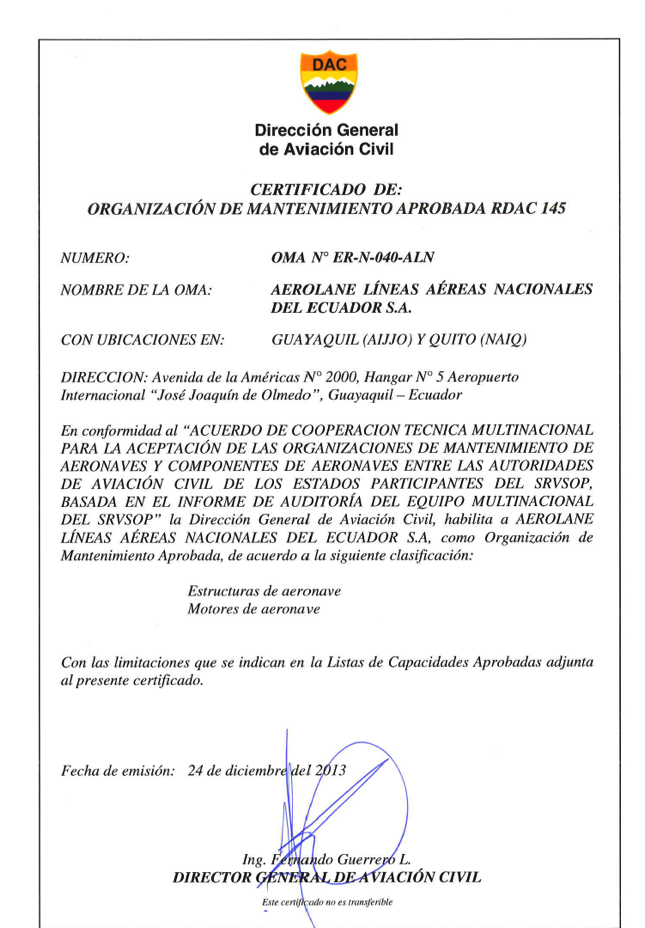 DAC
Dirección General
de Aviación Civil
CERTIFICADO DE:
ORGANIZACIÓN DE MANTENIMIENTO APROBADA RDAC 145
NUMERO: OMA N° ER-N-040-ALN
NOMBRE DE LA OMA: AEROLANE LÍNEAS AÉREAS NACIONALES
DEL ECUADOR S.A.
CON UBICACIONES EN: GUAYAQUIL (AIJJO) Y QUITO (NAIQ)
DIRECCION: Avenida de la Américas N° 2000, Hangar N° 5 Aeropuerto
Internacional “José Joaquín de Olmedo”, Guayaquil – Ecuador
En conformidad al “ACUERDO DE COOPERACION TECNICA MULTINACIONAL
PARA LA ACEPTACIÓN DE LAS ORGANIZACIONES DE MANTENIMIENTO DE
AERONAVES Y COMPONENTES DE AERONAVES ENTRE LAS AUTORIDADES
DE AVIACIÓN CIVIL DE LOS ESTADOS PARTICIPANTES DEL SRVSOP,
BASADA EN EL INFORME DE AUDITORÍA DEL EQUIPO MULTINACIONAL
DEL SRVSOP” la Dirección General de Aviación Civil, habilita a AEROLANE
LÍNEAS AÉREAS NACIONALES DEL ECUADOR S.A, como Organización de
Mantenimiento Aprobada, de acuerdo a la siguiente clasificación:
Estructuras de aeronave
Motores de aeronave
Con las limitaciones que se indican en la Listas de Capacidades Aprobadas adjunta
al presente certificado.
Fecha de emisión: 24 de diciembre del 2013
Ing. Fernando Guerrero L.
DIRECTOR GENERAL DE AVIACIÓN CIVIL
Este certificado no es transferible